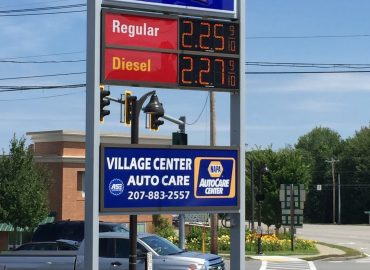 Regular 2.25 9/10
Diesel 2.27 9/10
VILLAGE CENTER
AUTO CARE
207-883-2557
ASE
NAPA
AutoCare
CENTER